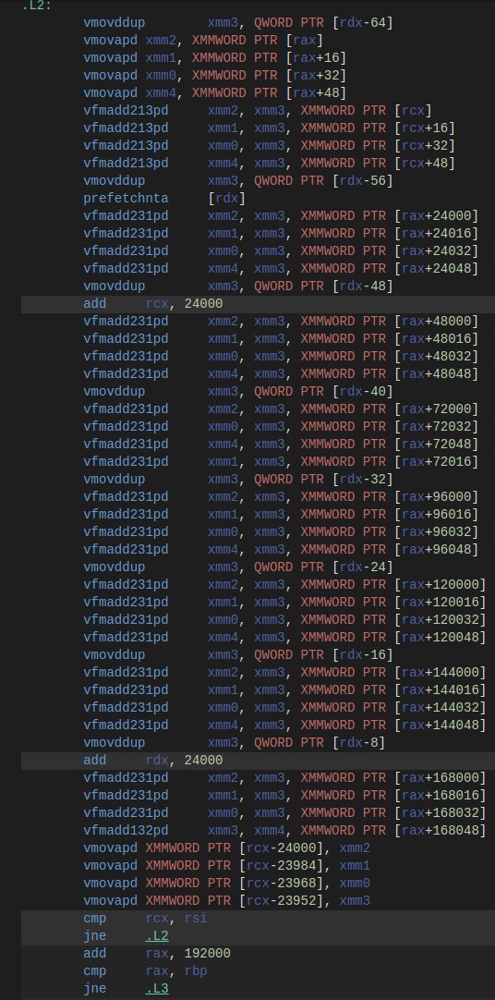 .L2:
vmovddup xmm3, QWORD PTR [rdx-64]
vmovapd xmm2, XMMWORD PTR [rax]
vmovapd xmm1, XMMWORD PTR [rax+16]
vmovapd xmm0, XMMWORD PTR [rax+32]
vmovapd xmm4, XMMWORD PTR [rax+48]
vfmadd213pd xmm2, xmm3, XMMWORD PTR [rcx]
vfmadd213pd xmm1, xmm3, XMMWORD PTR [rcx+16]
vfmadd213pd xmm0, xmm3, XMMWORD PTR [rcx+32]
vfmadd213pd xmm4, xmm3, XMMWORD PTR [rcx+48]
vmovddup xmm3, QWORD PTR [rdx-56]
prefetchnta [rdx]
vfmadd231pd xmm2, xmm3, XMMWORD PTR [rax+24000]
vfmadd231pd xmm1, xmm3, XMMWORD PTR [rax+24016]
vfmadd231pd xmm0, xmm3, XMMWORD PTR [rax+24032]
vfmadd231pd xmm4, xmm3, XMMWORD PTR [rax+24048]
vmovddup xmm3, QWORD PTR [rdx-48]
add rcx, 24000
vfmadd231pd xmm2, xmm3, XMMWORD PTR [rax+48000]
vfmadd231pd xmm1, xmm3, XMMWORD PTR [rax+48016]
vfmadd231pd xmm0, xmm3, XMMWORD PTR [rax+48032]
vfmadd231pd xmm4, xmm3, XMMWORD PTR [rax+48048]
vmovddup xmm3, QWORD PTR [rdx-40]
vfmadd231pd xmm2, xmm3, XMMWORD PTR [rax+72000]
vfmadd231pd xmm0, xmm3, XMMWORD PTR [rax+72032]
vfmadd231pd xmm4, xmm3, XMMWORD PTR [rax+72048]
vfmadd231pd xmm1, xmm3, XMMWORD PTR [rax+72016]
vmovddup xmm3, QWORD PTR [rdx-32]
vfmadd231pd xmm2, xmm3, XMMWORD PTR [rax+96000]
vfmadd231pd xmm1, xmm3, XMMWORD PTR [rax+96016]
vfmadd231pd xmm0, xmm3, XMMWORD PTR [rax+96032]
vfmadd231pd xmm4, xmm3, XMMWORD PTR [rax+96048]
vmovddup xmm3, QWORD PTR [rdx-24]
vfmadd231pd xmm2, xmm3, XMMWORD PTR [rax+120000]
vfmadd231pd xmm1, xmm3, XMMWORD PTR [rax+120016]
vfmadd231pd xmm0, xmm3, XMMWORD PTR [rax+120032]
vfmadd231pd xmm4, xmm3, XMMWORD PTR [rax+120048]
vmovddup xmm3, QWORD PTR [rdx-16]
vfmadd231pd xmm2, xmm3, XMMWORD PTR [rax+144000]
vfmadd231pd xmm1, xmm3, XMMWORD PTR [rax+144016]
vfmadd231pd xmm0, xmm3, XMMWORD PTR [rax+144032]
vfmadd231pd xmm4, xmm3, XMMWORD PTR [rax+144048]
vmovddup xmm3, QWORD PTR [rdx-8]
add rdx, 24000
vfmadd231pd xmm2, xmm3, XMMWORD PTR [rax+168000]
vfmadd231pd xmm1, xmm3, XMMWORD PTR [rax+168016]
vfmadd231pd xmm0, xmm3, XMMWORD PTR [rax+168032]
vfmadd132pd xmm3, xmm4, XMMWORD PTR [rax+168048]
vmovapd XMMWORD PTR [rcx-24000], xmm2
vmovapd XMMWORD PTR [rcx-23984], xmm1
vmovapd XMMWORD PTR [rcx-23968], xmm0
vmovapd XMMWORD PTR [rcx-23952], xmm3
cmp rcx, rsi
jne .L2
add rax, 192000
cmp rax, rbp
jne .L3